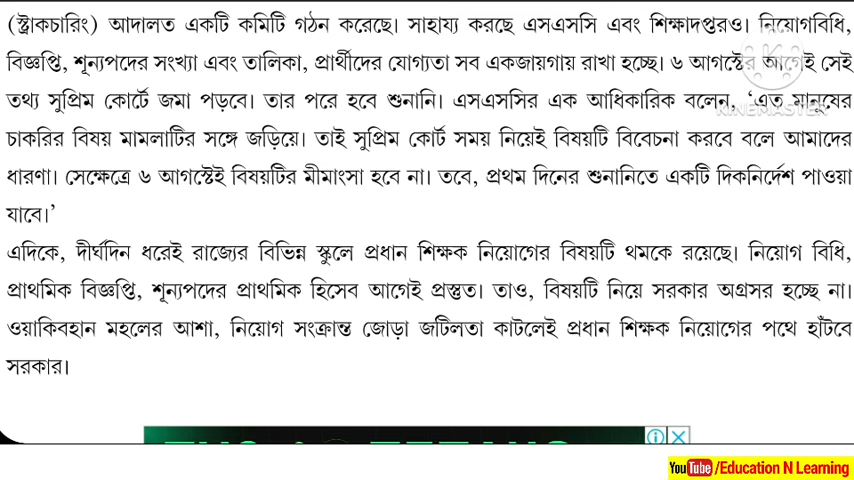 (স্ট্রাকচারিং) আদালত একটি কমিটি গঠন করেছে। সাহায্য করছে এসএসসি এবং শিক্ষাদপ্তরও। নিয়োগবিধি,
বিজ্ঞপ্তি, শূন্যপদের সংখ্যা এবং তালিকা, প্রার্থীদের যোগ্যতা সব একজায়গায় রাখা হচ্ছে। ৬ আগস্টের আগেই সেই
তথ্য সুপ্রিম কোর্টে জমা পড়বে। তার পরে হবে শুনানি। এসএসসির এক আধিকারিক বলেন, ‘এত মানুষের
KINEMASTER
চাকরির বিষয় মামলাটির সঙ্গে জড়িয়ে। তাই সুপ্রিম কোর্ট সময় নিয়েই বিষয়টি বিবেচনা করবে বলে আমাদের
ধারণা। সেক্ষেত্রে ৬ আগস্টেই বিষয়টির মীমাংসা হবে না। তবে, প্রথম দিনের শুনানিতে একটি দিকনির্দেশ পাওয়া
যাবে।’
এদিকে, দীর্ঘদিন ধরেই রাজ্যের বিভিন্ন স্কুলে প্রধান শিক্ষক নিয়োগের বিষয়টি থমকে রয়েছে। নিয়োগ বিধি,
প্রাথমিক বিজ্ঞপ্তি, শূন্যপদের প্রাথমিক হিসেব আগেই প্রস্তুত। তাও, বিষয়টি নিয়ে সরকার অগ্রসর হচ্ছে না।
ওয়াকিবহান মহলের আশা, নিয়োগ সংক্রান্ত জোড়া জটিলতা কাটলেই প্রধান শিক্ষক নিয়োগের পথে হাঁটবে
সরকার।
YouTube/Education N Learning